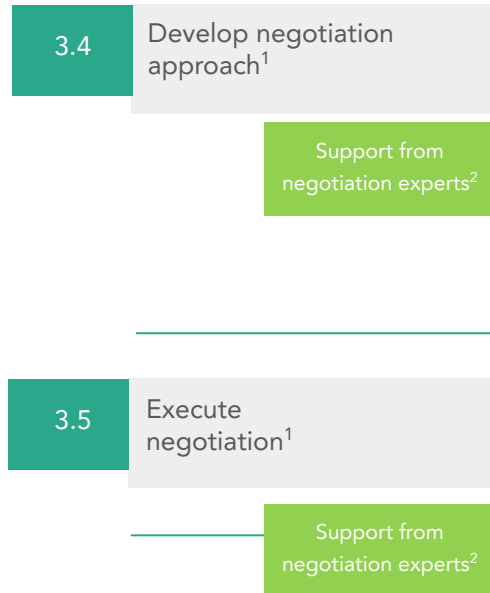 3.4
Develop negotiation
approach¹
Support from
negotiation experts²
3.5
Execute
negotiation¹
Support from
negotiation experts²